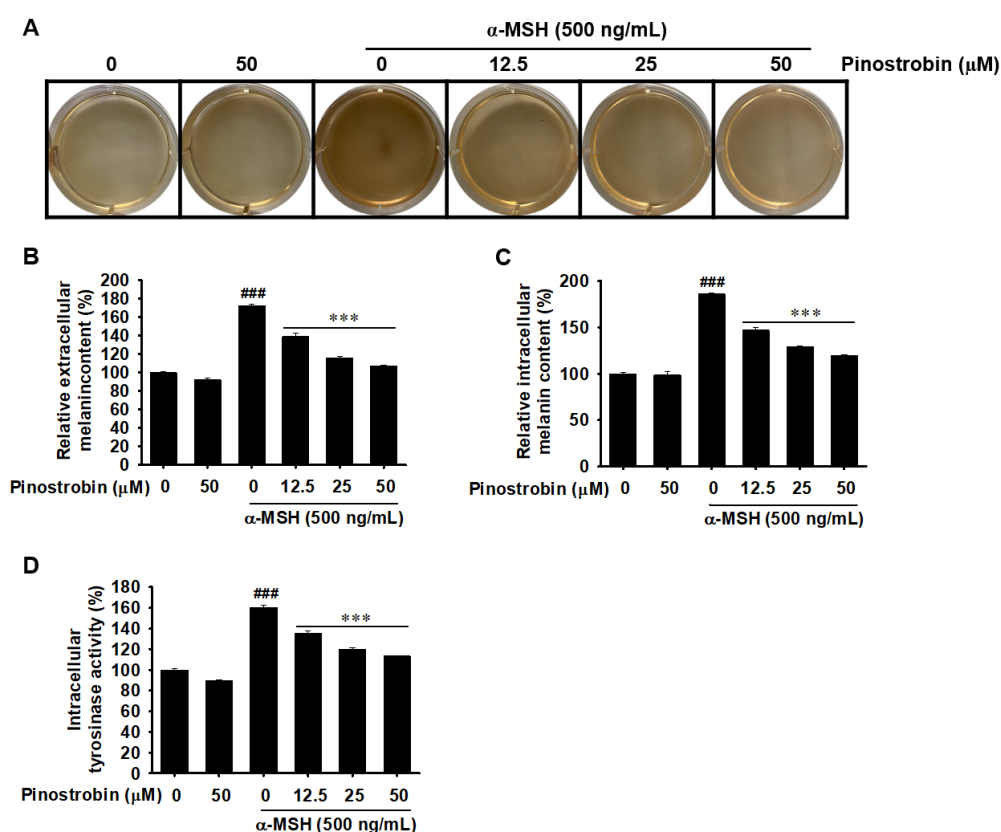 A
α-MSH (500 ng/mL)
0 50 0 12.5 25 50 Pinostrobin (μM)
B
Relative extracellular
melanincontent (%)
200
180
160
140
120
100
80
60
40
20
0
###
***
Pinostrobin (μM) 0 50 0 12.5 25 50
α-MSH (500 ng/mL)
C
Relative intracellular
melanin content (%)
200
150
100
50
0
###
***
Pinostrobin (μM) 0 50 0 12.5 25 50
α-MSH (500 ng/mL)
D
Intracellular
tyrosinase activity (%)
180
160
140
120
100
80
60
40
20
0
###
***
Pinostrobin (μM) 0 50 0 12.5 25 50
α-MSH (500 ng/mL)